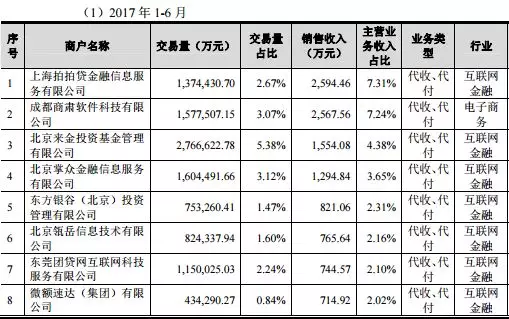 （1）2017 年 1-6 月
序号 商户名称 交易量（万元） 交易量占比 销售收入（万元） 主营业务收入占比 业务类型 行业
1 上海拍拍贷金融信息服务有限公司 1,374,430.70 2.67% 2,594.46 7.31% 代收、代付 互联网金融
2 成都商肃软件科技有限公司 1,577,507.15 3.07% 2,567.56 7.24% 代收、代付 电子商务
3 北京来金投资基金管理有限公司 2,766,622.78 5.38% 1,554.08 4.38% 代收、代付 互联网金融
4 北京掌众金融信息服务有限公司 1,604,491.66 3.12% 1,294.84 3.65% 代收、代付 互联网金融
5 东方银谷（北京）投资管理有限公司 753,260.41 1.47% 821.06 2.31% 代收、代付 互联网金融
6 北京瓴岳信息技术有限公司 824,337.94 1.60% 765.64 2.16% 代收、代付 互联网金融
7 东莞团贷网互联网科技服务有限公司 1,150,025.03 2.24% 744.57 2.10% 代收、代付 互联网金融
8 微额速达（集团）有限公司 434,290.27 0.84% 714.92 2.02% 代收、代付 互联网金融